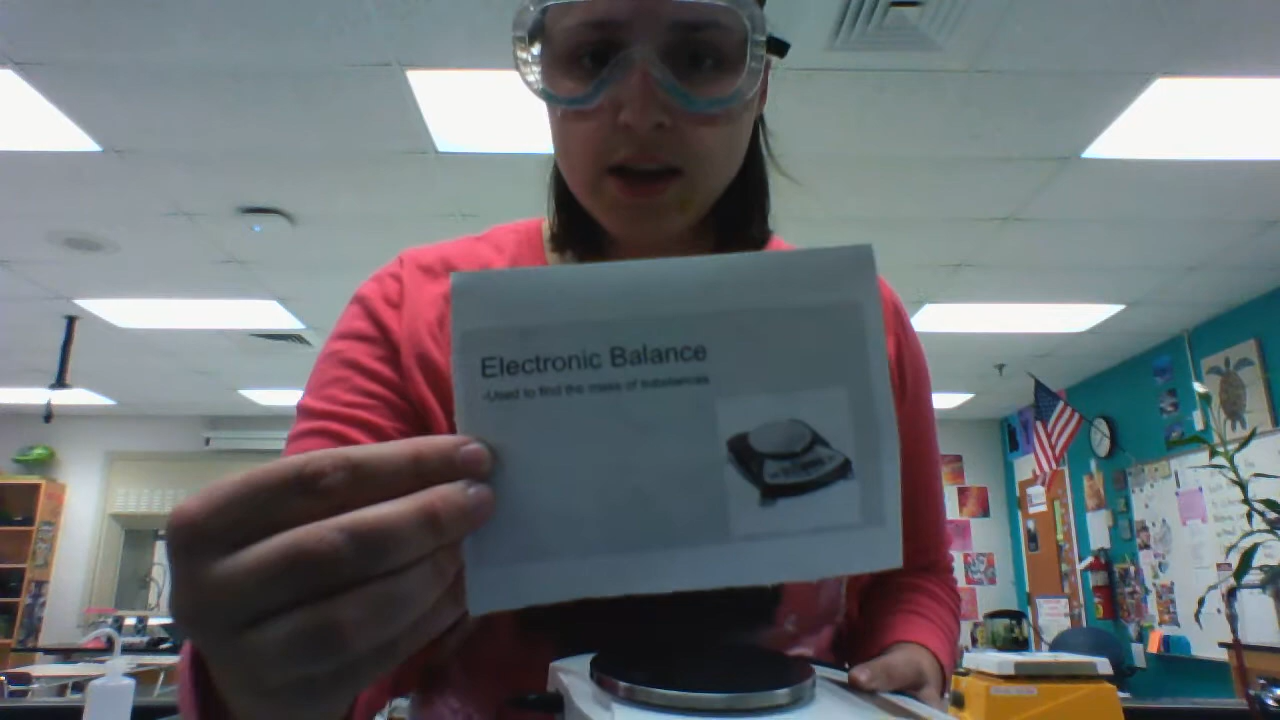 Electronic Balance
-Used to find the mass of substances